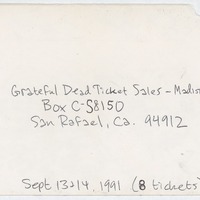 Grateful Dead Ticket Sales - Madis
Box C-S8150
San Rafael, Ca. 94912
Sept 13+14, 1991 (8 tickets)